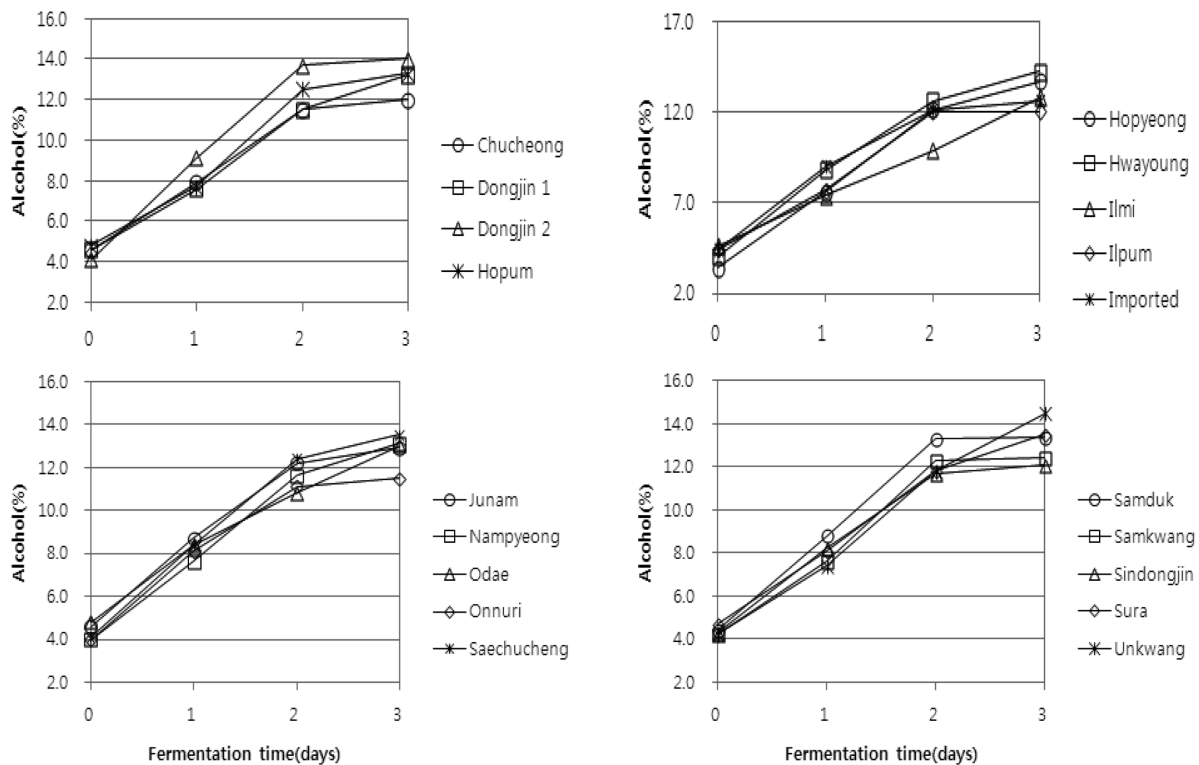 16.0
14.0
12.0
10.0
8.0
6.0
4.0
2.0
Alcohol(%)
0 1 2 3
Chucheong
Dongjin 1
Dongjin 2
Hopum
17.0
12.0
7.0
2.0
Alcohol(%)
0 1 2 3
Hopyeong
Hwayoung
Ilmi
Ilpum
Imported
16.0
14.0
12.0
10.0
8.0
6.0
4.0
2.0
Alcohol(%)
0 1 2 3
Fermentation time(days)
Junam
Nampyeong
Odae
Onnuri
Saechucheng
16.0
14.0
12.0
10.0
8.0
6.0
4.0
2.0
Alcohol(%)
0 1 2 3
Fermentation time(days)
Samduk
Samkwang
Sindongjin
Sura
Unkwang